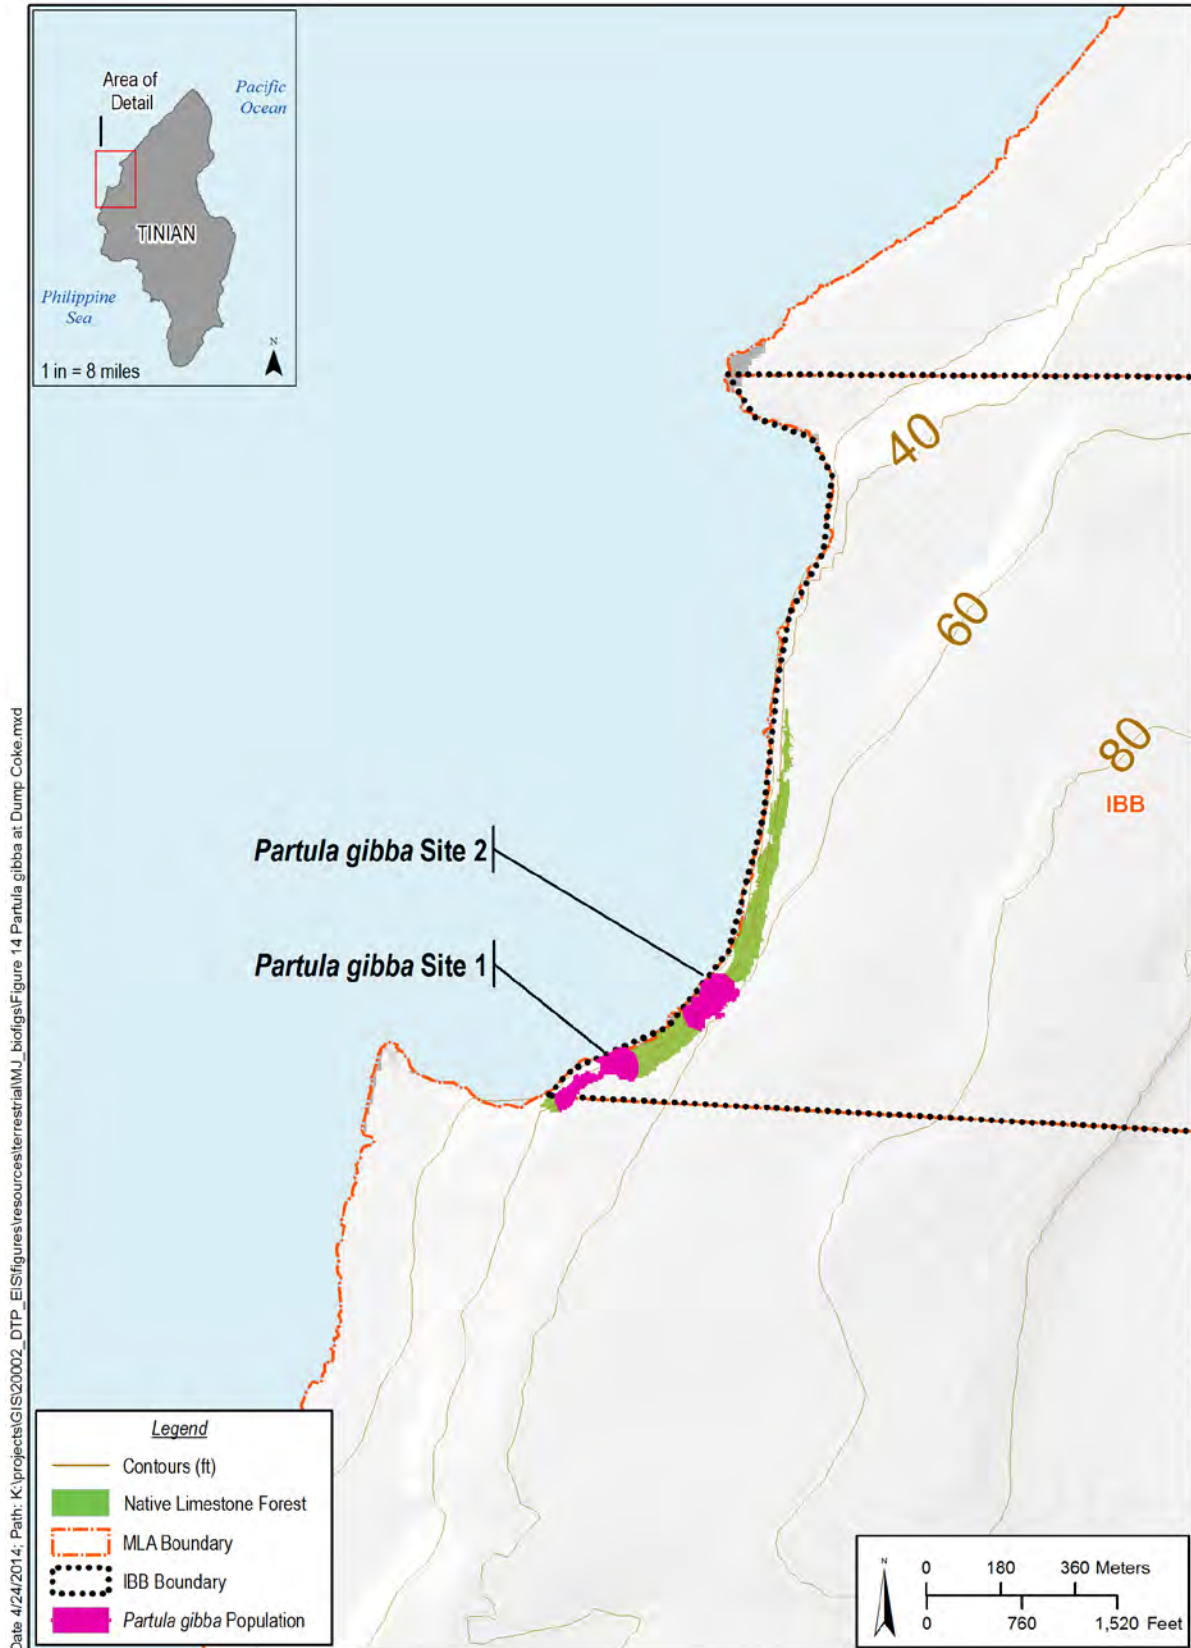 Area of
Detail
Pacific
Ocean
TINIAN
Philippine
Sea
N
1 in = 8 miles
40
60
80
IBB
Partula gibba Site 2
Partula gibba Site 1
Date 4/24/2014; Path: K:\projects\GIS\20002_DTP_EIS\figures\resources\terrestrial\MJ_biofigs\Figure 14 Partula gibba at Dump Coke.mxd
Legend
Contours (ft)
Native Limestone Forest
MLA Boundary
IBB Boundary
Partula gibba Population
N
0 180 360 Meters
0 760 1,520 Feet